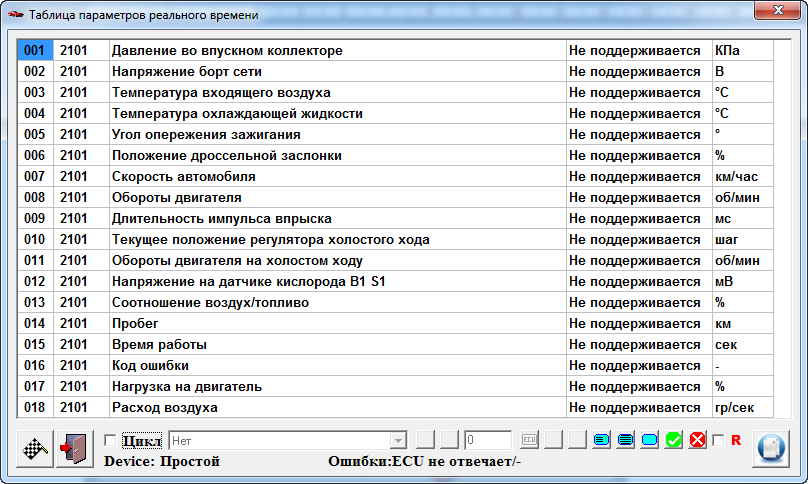 Таблица параметров реального времени
001 2101 Давление во впускном коллекторе Не поддерживается КПа
002 2101 Напряжение борт сети Не поддерживается В
003 2101 Температура входящего воздуха Не поддерживается °С
004 2101 Температура охлаждающей жидкости Не поддерживается °С
005 2101 Угол опережения зажигания Не поддерживается °
006 2101 Положение дроссельной заслонки Не поддерживается %
007 2101 Скорость автомобиля Не поддерживается км/час
008 2101 Обороты двигателя Не поддерживается об/мин
009 2101 Длительность импульса впрыска Не поддерживается мс
010 2101 Текущее положение регулятора холостого хода Не поддерживается шаг
011 2101 Обороты двигателя на холостом ходу Не поддерживается об/мин
012 2101 Напряжение на датчике кислорода B1 S1 Не поддерживается мВ
013 2101 Соотношение воздух/топливо Не поддерживается %
014 2101 Пробег Не поддерживается км
015 2101 Время работы Не поддерживается сек
016 2101 Код ошибки Не поддерживается -
017 2101 Нагрузка на двигатель Не поддерживается %
018 2101 Расход воздуха Не поддерживается гр/сек
Цикл Нет 0 ECU R
Device: Простой Ошибки:ECU не отвечает/-